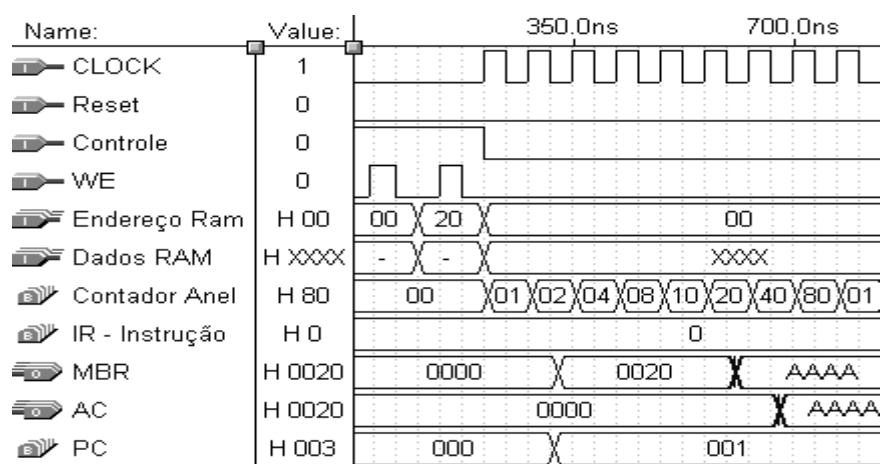 Name: Value: 350.0ns 700.0ns
CLOCK 1
Reset 0
Controle 0
WE 0
Endereço Ram H 00 00 20 00
Dados RAM H XXXX - - XXXX
Contador Anel H 80 00 01 02 04 08 10 20 40 80 01
IR - Instrução H 0 0
MBR H 0020 0000 0020 AAAA
AC H 0020 0000 AAAA
PC H 003 000 001